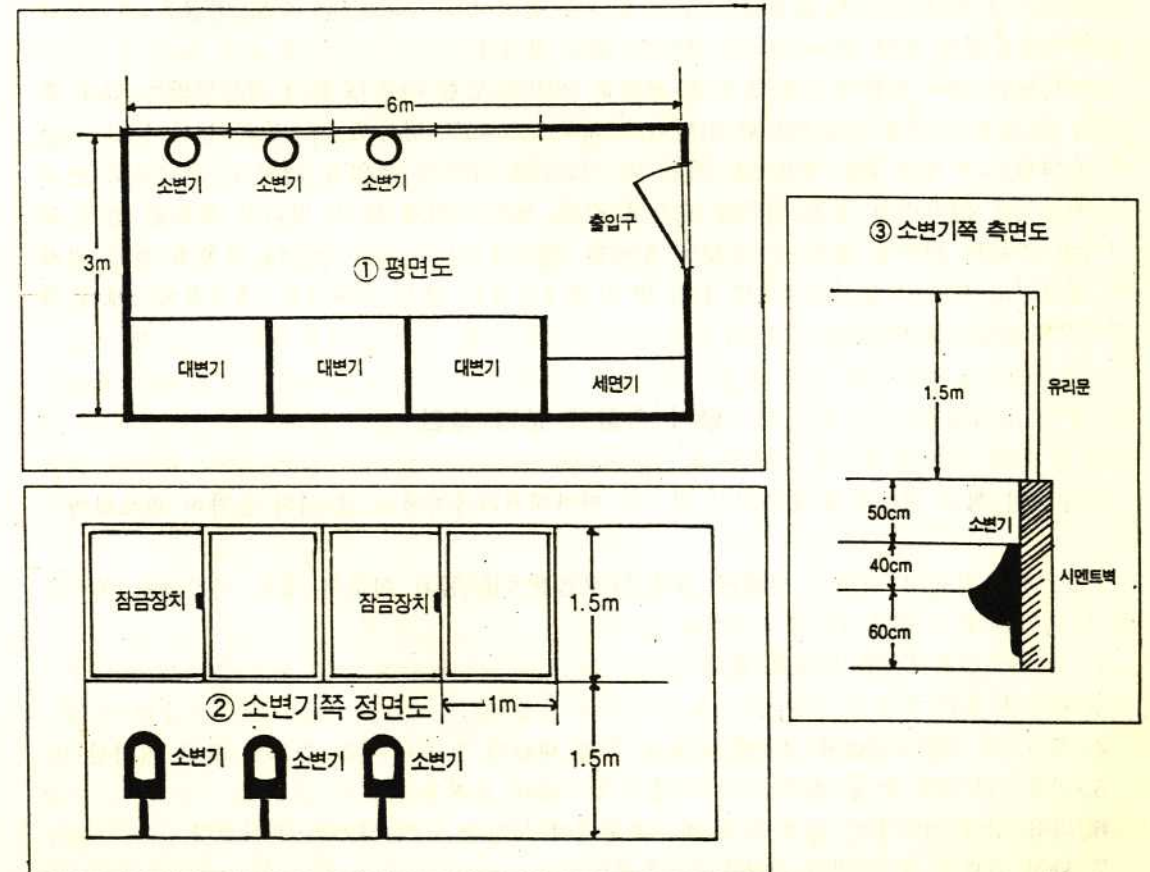 6m
소변기 소변기 소변기
출입구
3m
① 평면도
대변기 대변기 대변기 세면기
잠금장치 잠금장치 1.5m
② 소변기쪽 정면도 1m
소변기 소변기 소변기 1.5m
③ 소변기쪽 측면도
1.5m 유리문
50cm 소변기
40cm 시멘트벽
60cm